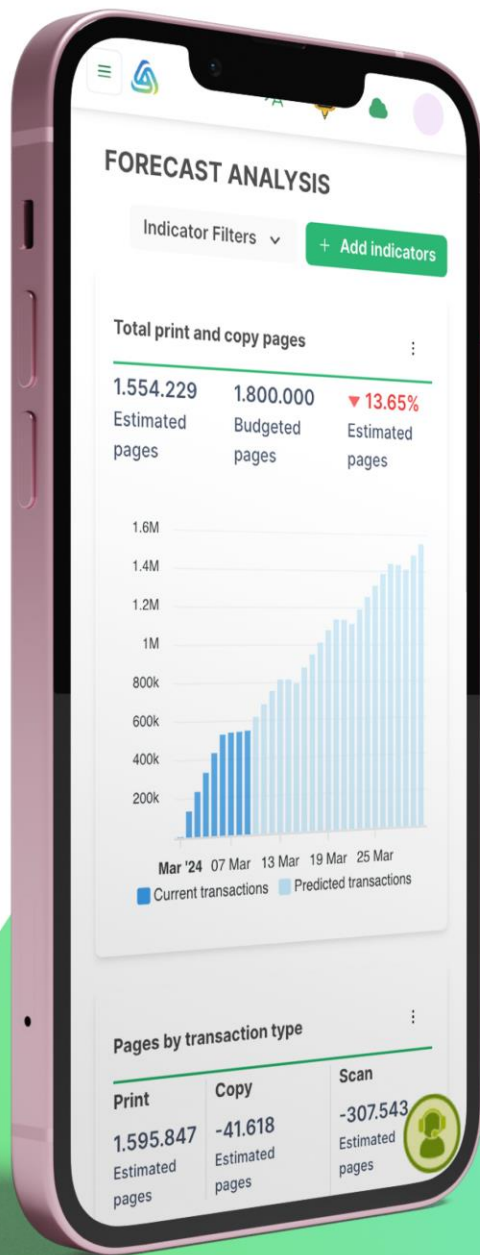 FORECAST ANALYSIS
Indicator Filters
+ Add indicators
Total print and copy pages
1.554.229
Estimated
pages
1.800.000
Budgeted
pages
▼ 13.65%
Estimated
pages
1.6M
1.4M
1.2M
1M
800k
600k
400k
200k
Mar '24 07 Mar 13 Mar 19 Mar 25 Mar
Current transactions Predicted transactions
Pages by transaction type
Print
1.595.847
Estimated
pages
Copy
-41.618
Estimated
pages
Scan
-307.543
Estimated
pages